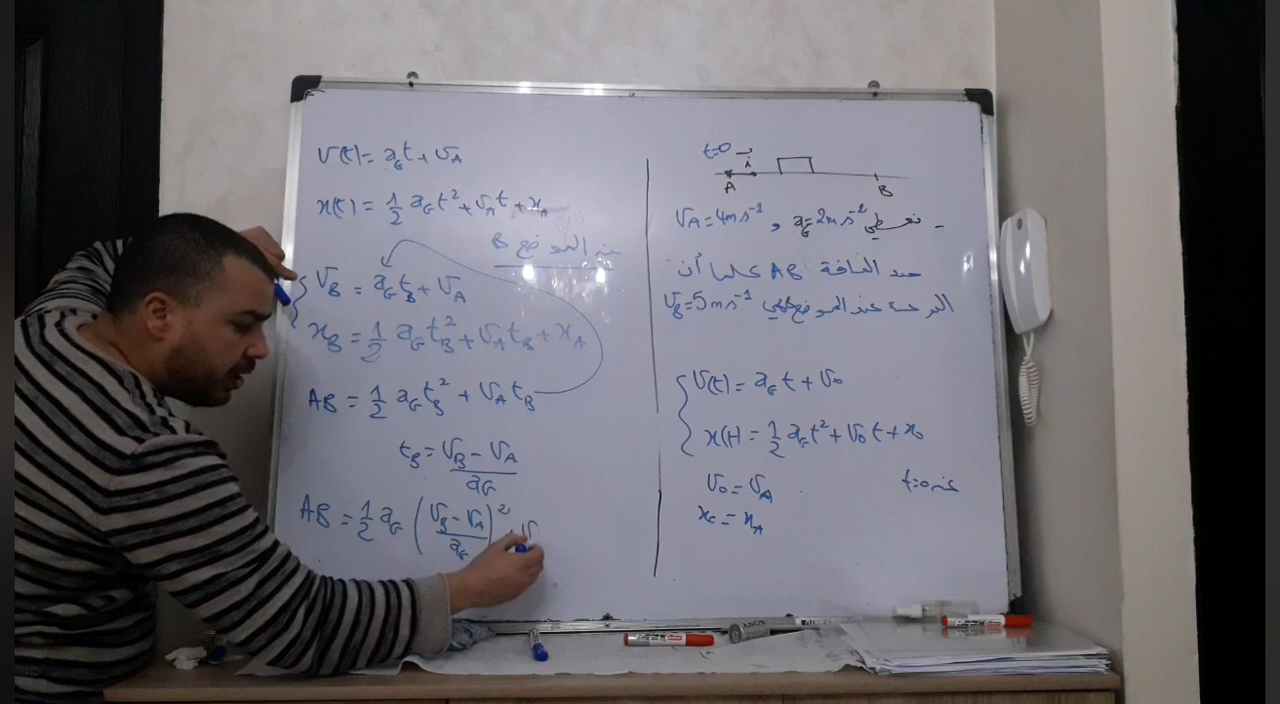 V(t) = a_G t + V_A
x(t) = 1/2 a_G t² + V_A t + x_A
عند الموضع B
V_B = a_G t_B + V_A
x_B = 1/2 a_G t_B² + V_A t_B + x_A
AB = 1/2 a_G t_B² + V_A t_B
t_B = (V_B - V_A)/a_G
AB = 1/2 a_G ((V_B - V_A)/a_G)² + V
t=0 i
A B
- نعطي a_G = 2 m s⁻² و V_A = 4 m s⁻¹
حدد المسافة AB علما أن
السرعة عند الموضع B هي V_B = 5 m s⁻¹
V(t) = a_G t + V₀
x(t) = 1/2 a_G t² + V₀ t + x₀
عند t=0
V₀ = V_A
x₀ = x_A